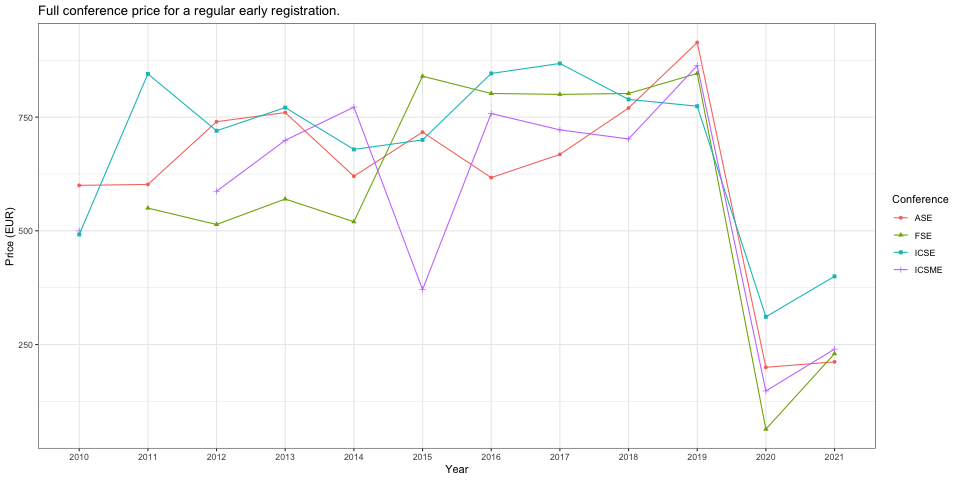 Full conference price for a regular early registration.
750
500
250
Price (EUR)
2010 2011 2012 2013 2014 2015 2016 2017 2018 2019 2020 2021
Year
Conference
ASE
FSE
ICSE
ICSME